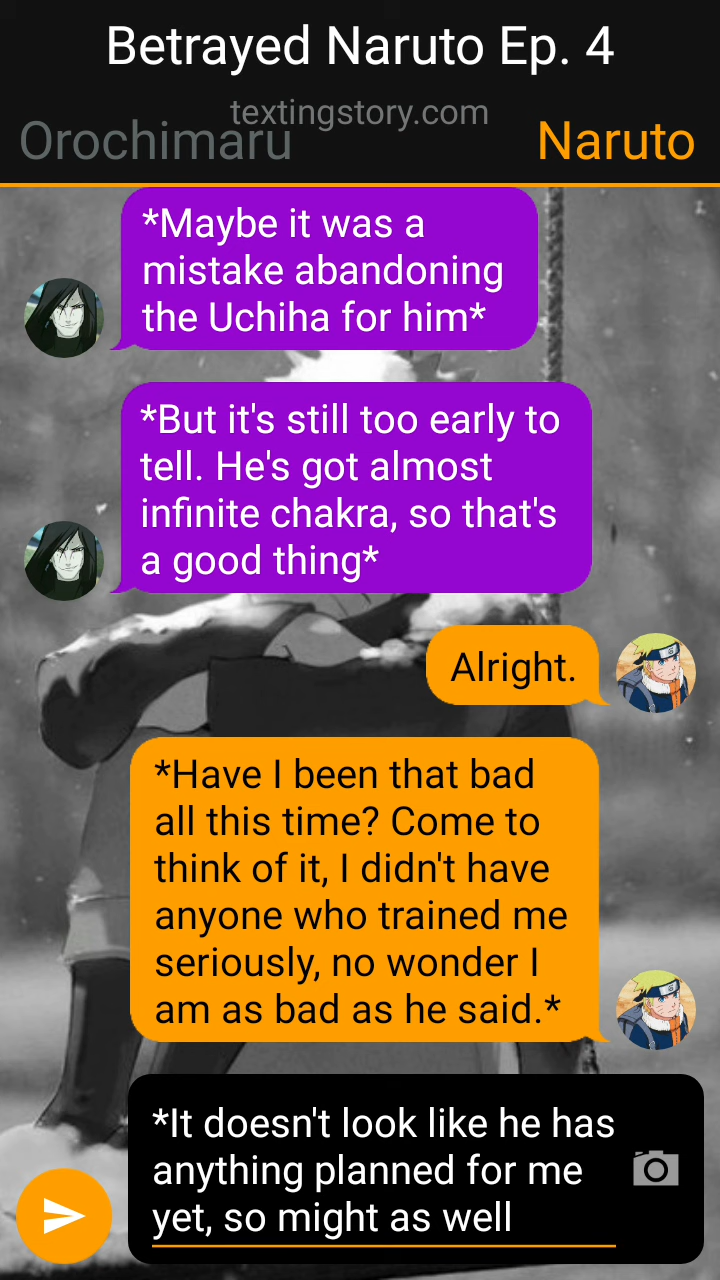 Betrayed Naruto Ep. 4
textingstory.com
Orochimaru
Naruto
*Maybe it was a
mistake abandoning
the Uchiha for him*
*But it's still too early to
tell. He's got almost
infinite chakra, so that's
a good thing*
Alright.
*Have I been that bad
all this time? Come to
think of it, I didn't have
anyone who trained me
seriously, no wonder I
am as bad as he said.*
*It doesn't look like he has
anything planned for me
yet, so might as well